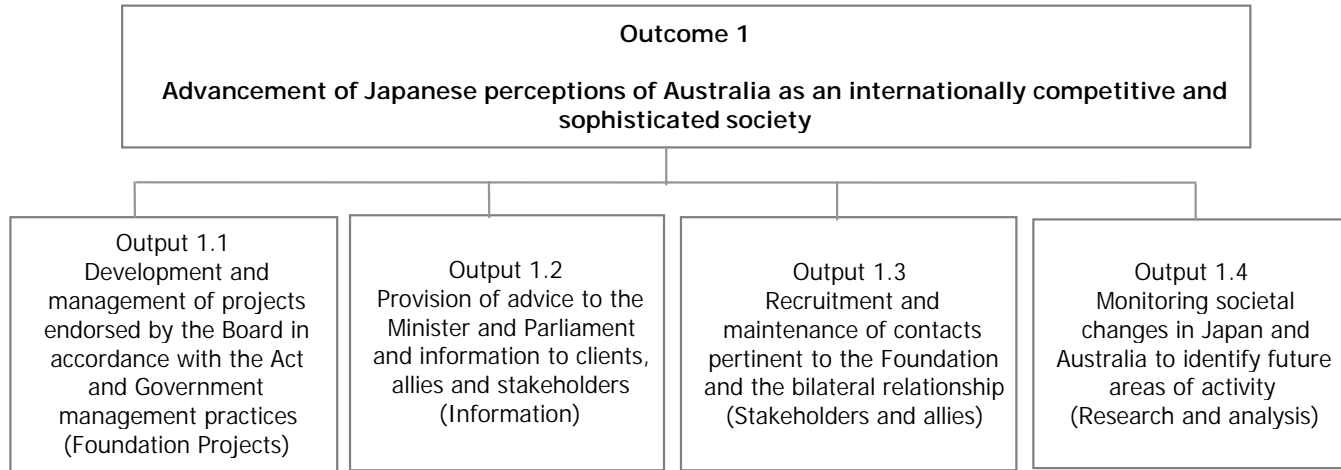 Outcome 1
Advancement of Japanese perceptions of Australia as an internationally competitive and
sophisticated society
Output 1.1
Development and
management of projects
endorsed by the Board in
accordance with the Act
and Government
management practices
(Foundation Projects)
Output 1.2
Provision of advice to the
Minister and Parliament
and information to clients,
allies and stakeholders
(Information)
Output 1.3
Recruitment and
maintenance of contacts
pertinent to the Foundation
and the bilateral relationship
(Stakeholders and allies)
Output 1.4
Monitoring societal
changes in Japan and
Australia to identify future
areas of activity
(Research and analysis)